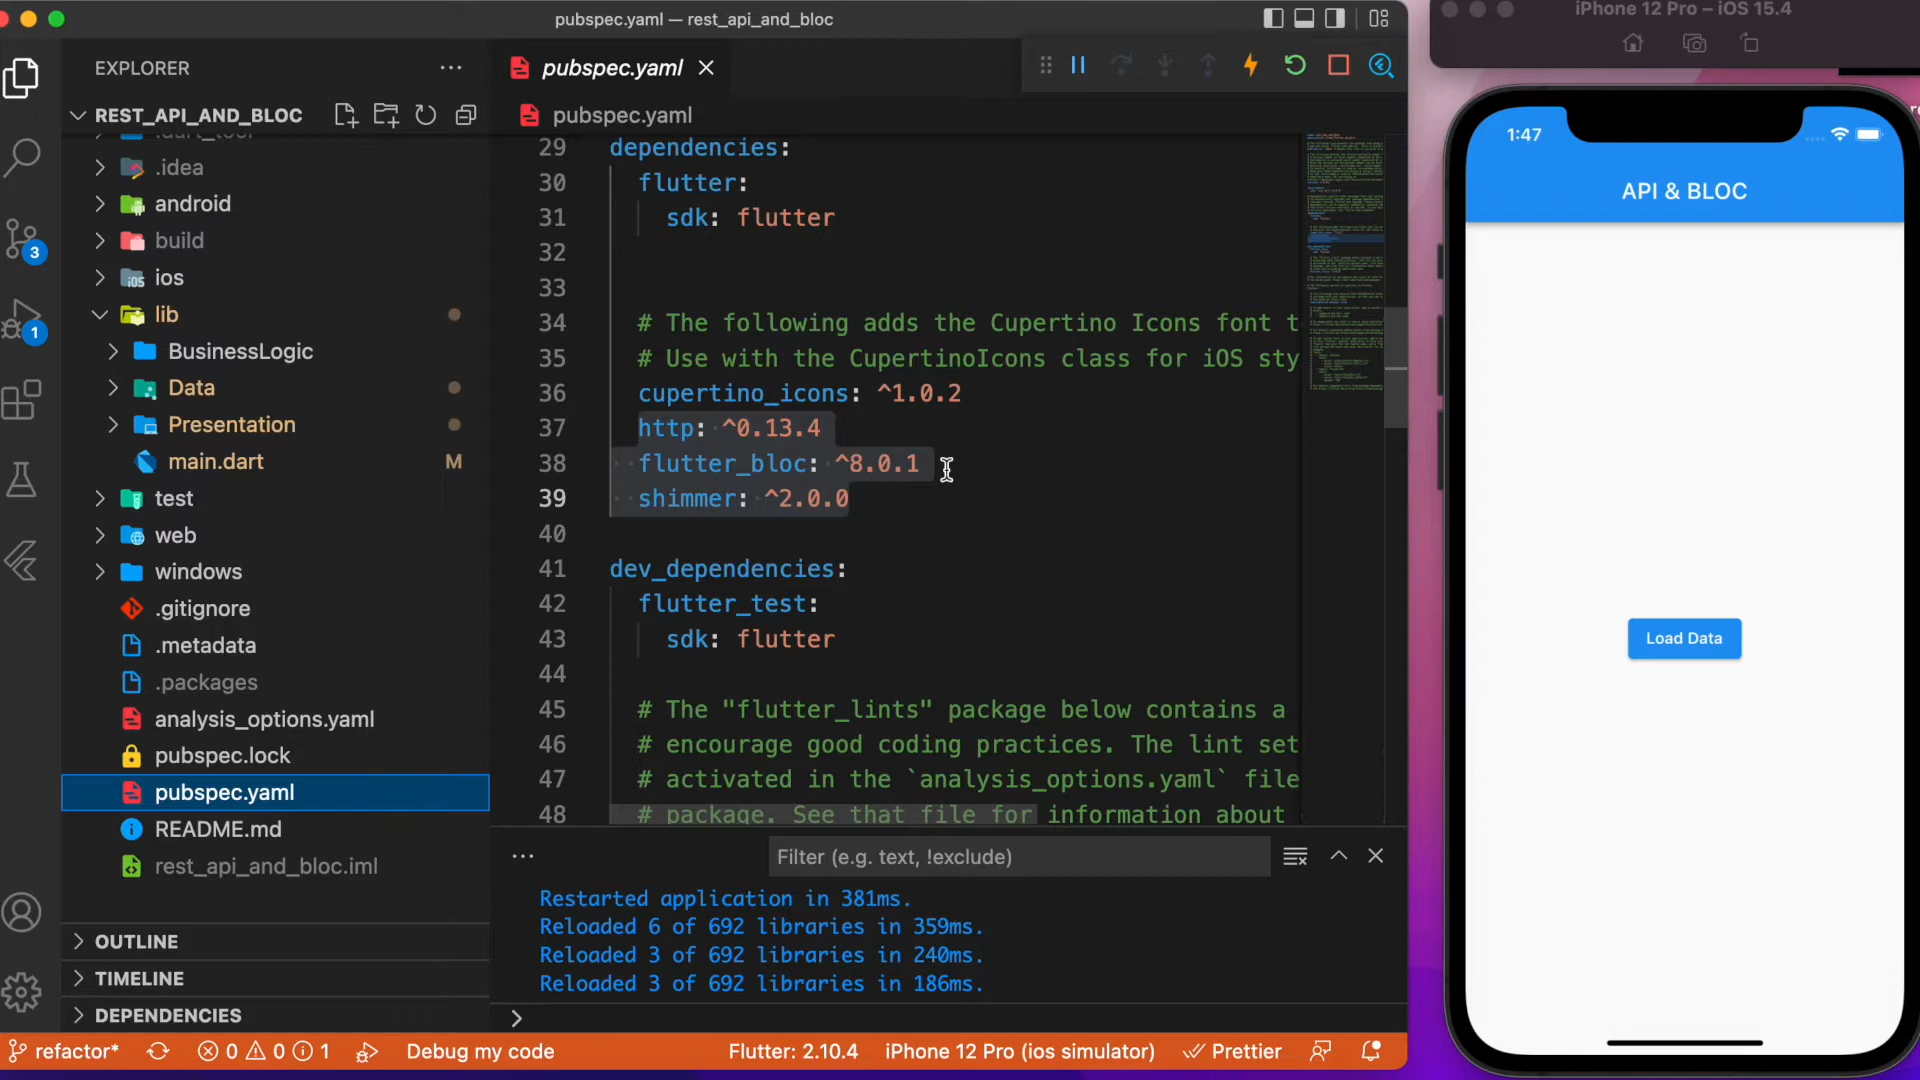 pubspec.yaml — rest_api_and_bloc
iPhone 12 Pro – iOS 15.4
EXPLORER
pubspec.yaml
REST_API_AND_BLOC
pubspec.yaml
.dart_tool
.idea
android
build
ios
lib
BusinessLogic
Data
Presentation
main.dart M
test
web
windows
.gitignore
.metadata
.packages
analysis_options.yaml
pubspec.lock
pubspec.yaml
README.md
rest_api_and_bloc.iml
OUTLINE
TIMELINE
DEPENDENCIES
3
1
29 dependencies:
30 flutter:
31 sdk: flutter
32
33
34 # The following adds the Cupertino Icons font t
35 # Use with the CupertinoIcons class for iOS sty
36 cupertino_icons: ^1.0.2
37 http: ^0.13.4
38 flutter_bloc: ^8.0.1
39 shimmer: ^2.0.0
40
41 dev_dependencies:
42 flutter_test:
43 sdk: flutter
44
45 # The "flutter_lints" package below contains a
46 # encourage good coding practices. The lint set
47 # activated in the `analysis_options.yaml` file
48 # package. See that file for information about
Filter (e.g. text, !exclude)
Restarted application in 381ms.
Reloaded 6 of 692 libraries in 359ms.
Reloaded 3 of 692 libraries in 240ms.
Reloaded 3 of 692 libraries in 186ms.
refactor* 0 0 1 Debug my code Flutter: 2.10.4 iPhone 12 Pro (ios simulator) Prettier
1:47
API & BLOC
Load Data